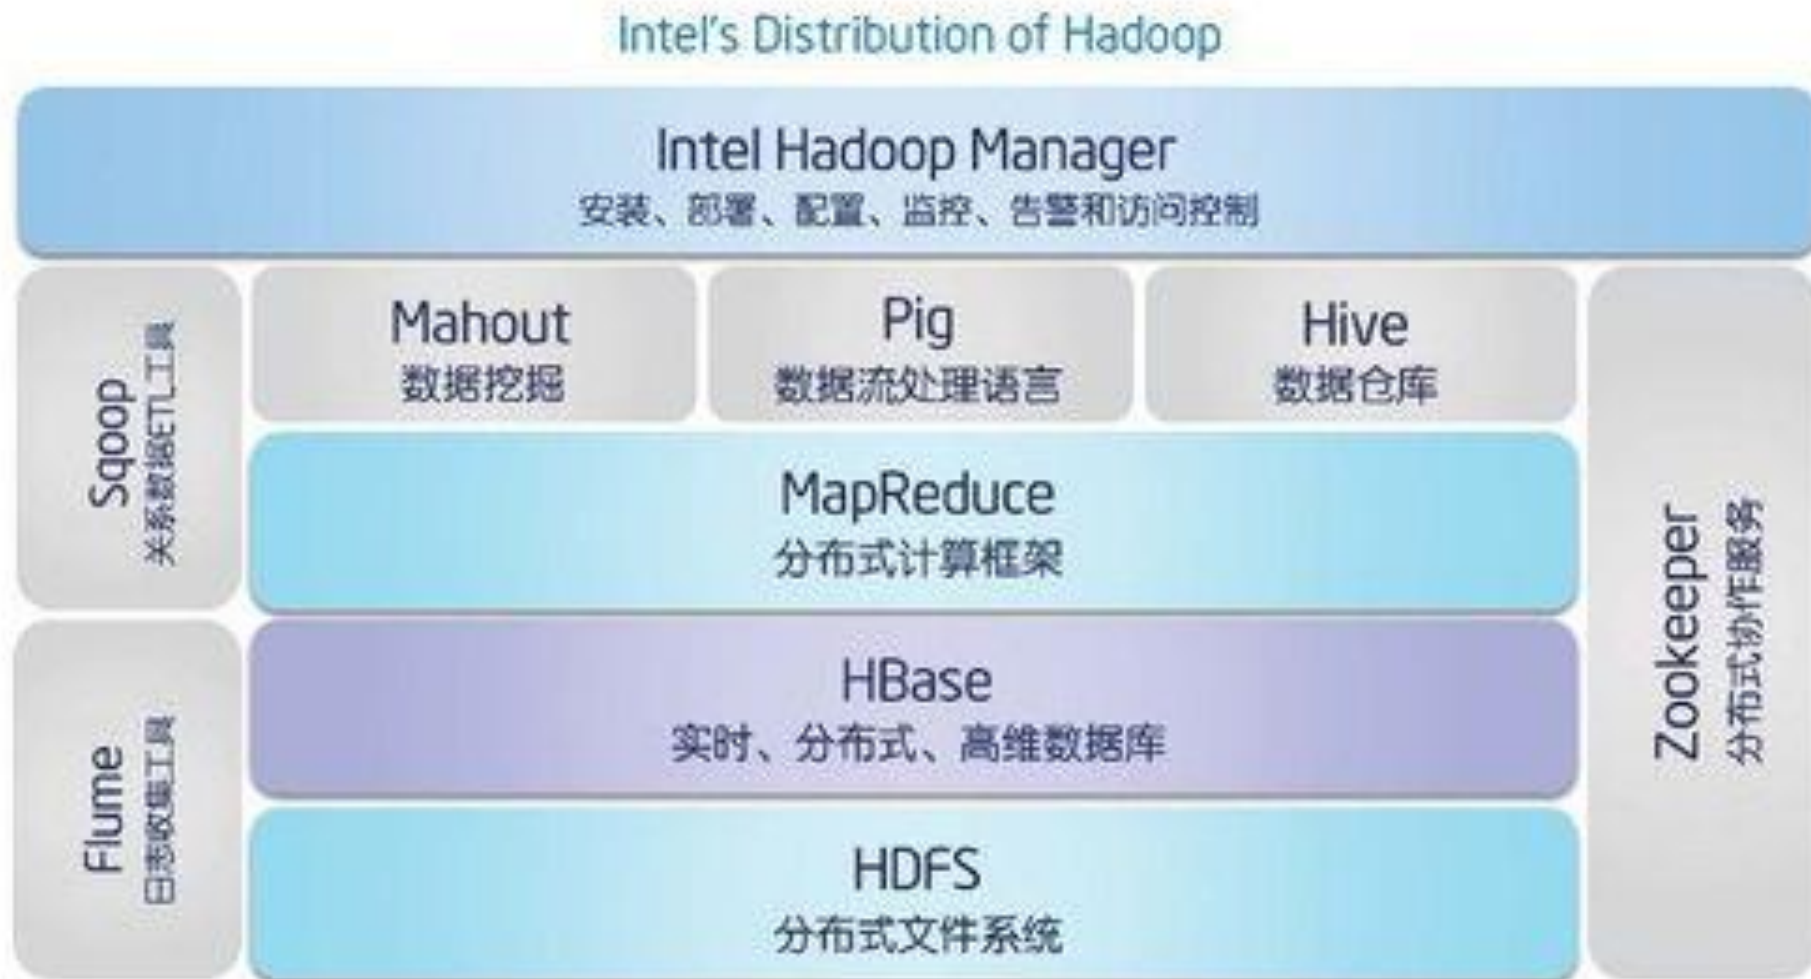 Intel's Distribution of Hadoop
Intel Hadoop Manager
安装、部署、配置、监控、告警和访问控制
Sqoop
关系数据ETL工具
Mahout
数据挖掘
Pig
数据流处理语言
Hive
数据仓库
MapReduce
分布式计算框架
Zookeeper
分布式协作服务
Flume
日志收集工具
HBase
实时、分布式、高维数据库
HDFS
分布式文件系统